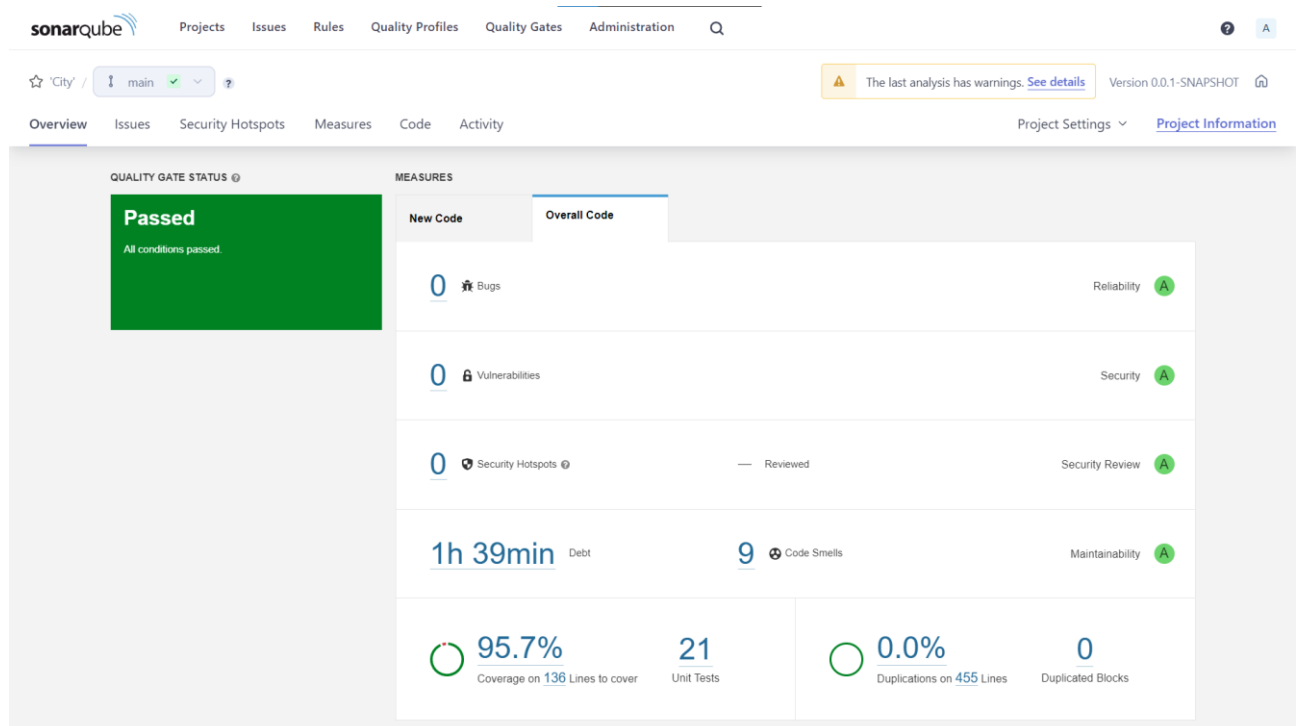 sonarqube Projects Issues Rules Quality Profiles Quality Gates Administration ? A
'City' / main ? The last analysis has warnings. See details Version 0.0.1-SNAPSHOT
Overview Issues Security Hotspots Measures Code Activity Project Settings Project Information
QUALITY GATE STATUS ? MEASURES
Passed
All conditions passed.
New Code Overall Code
0 Bugs Reliability A
0 Vulnerabilities Security A
0 Security Hotspots ? — Reviewed Security Review A
1h 39min Debt 9 Code Smells Maintainability A
95.7% 21 0.0% 0
Coverage on 136 Lines to cover Unit Tests Duplications on 455 Lines Duplicated Blocks